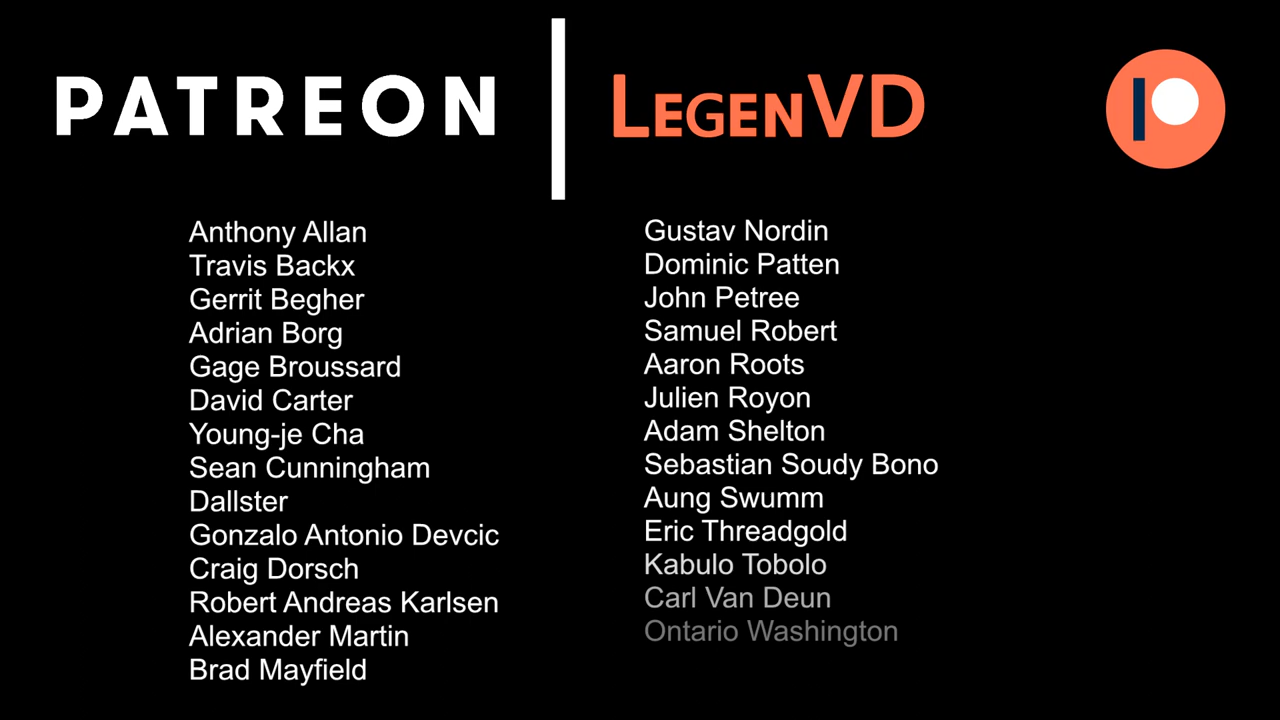 PATREON
LEGENVD
Anthony Allan
Travis Backx
Gerrit Begher
Adrian Borg
Gage Broussard
David Carter
Young-je Cha
Sean Cunningham
Dallster
Gonzalo Antonio Devcic
Craig Dorsch
Robert Andreas Karlsen
Alexander Martin
Brad Mayfield
Gustav Nordin
Dominic Patten
John Petree
Samuel Robert
Aaron Roots
Julien Royon
Adam Shelton
Sebastian Soudy Bono
Aung Swumm
Eric Threadgold
Kabulo Tobolo
Carl Van Deun
Ontario Washington